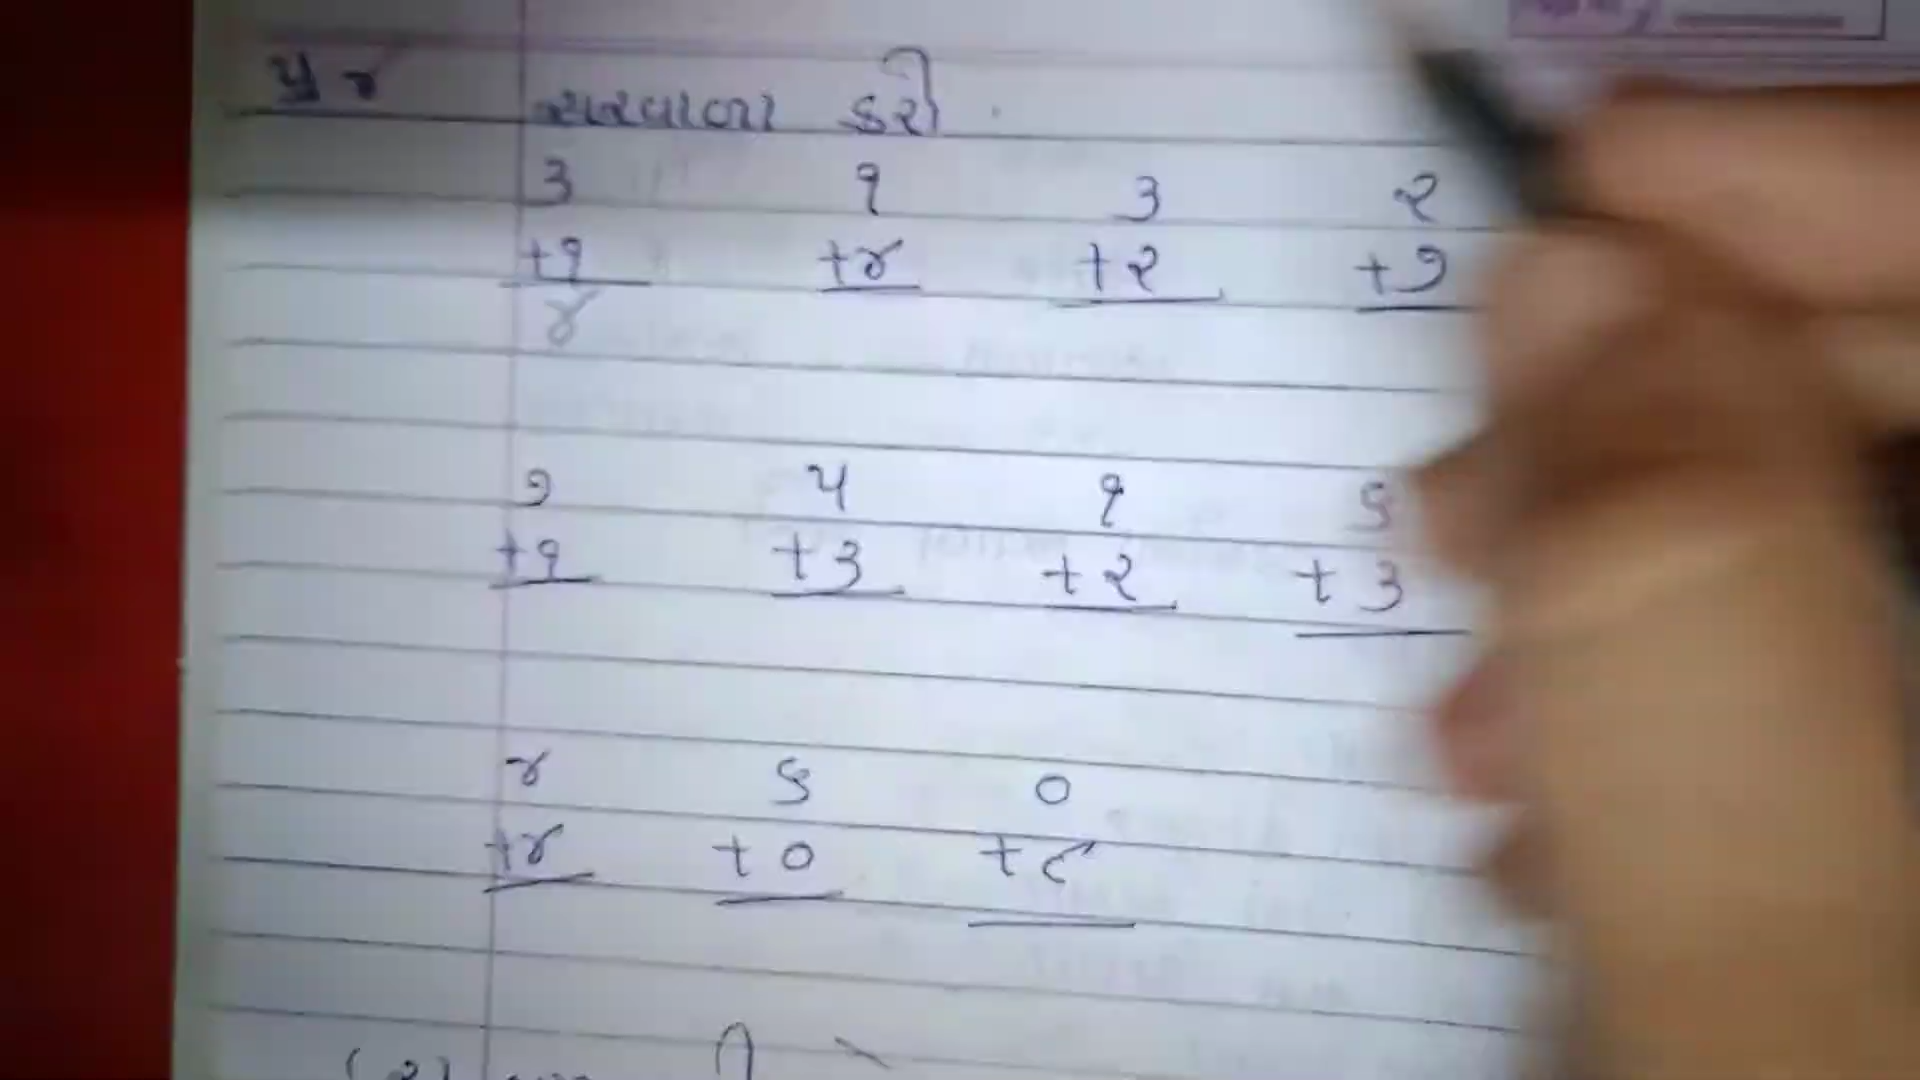 પ્ર ૪ સરવાળા કરો.
૩ ૧ ૩ ૨
+૧ +૪ +૨ +૭
૪
૭ ૫ ૧ ૬
+૧ +૩ +૨ +૩
૪ ૬ ૦
+૪ +૦ +૮
(૨)